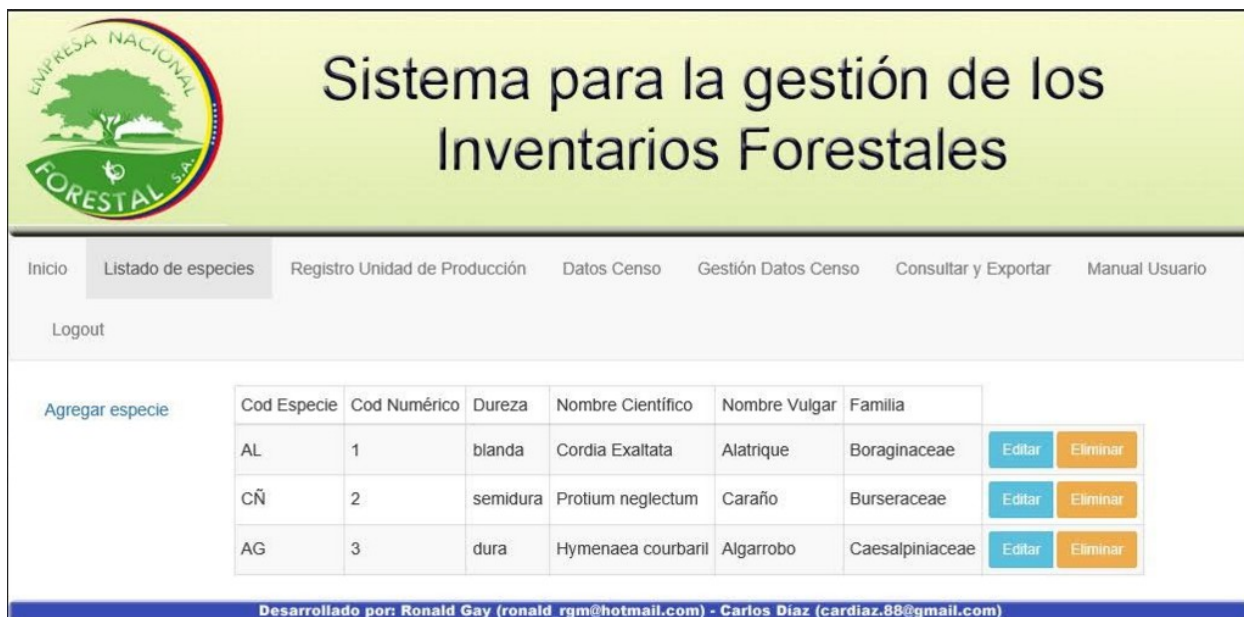 EMPRESA NACIONAL
FORESTAL S.A.
Sistema para la gestión de los
Inventarios Forestales
Inicio Listado de especies Registro Unidad de Producción Datos Censo Gestión Datos Censo Consultar y Exportar Manual Usuario
Logout
Agregar especie
Cod Especie Cod Numérico Dureza Nombre Científico Nombre Vulgar Familia
AL 1 blanda Cordia Exaltata Alatrique Boraginaceae Editar Eliminar
CÑ 2 semidura Protium neglectum Caraño Burseraceae Editar Eliminar
AG 3 dura Hymenaea courbaril Algarrobo Caesalpiniaceae Editar Eliminar
Desarrollado por: Ronald Gay (ronald_rgm@hotmail.com) - Carlos Díaz (cardiaz.88@gmail.com)